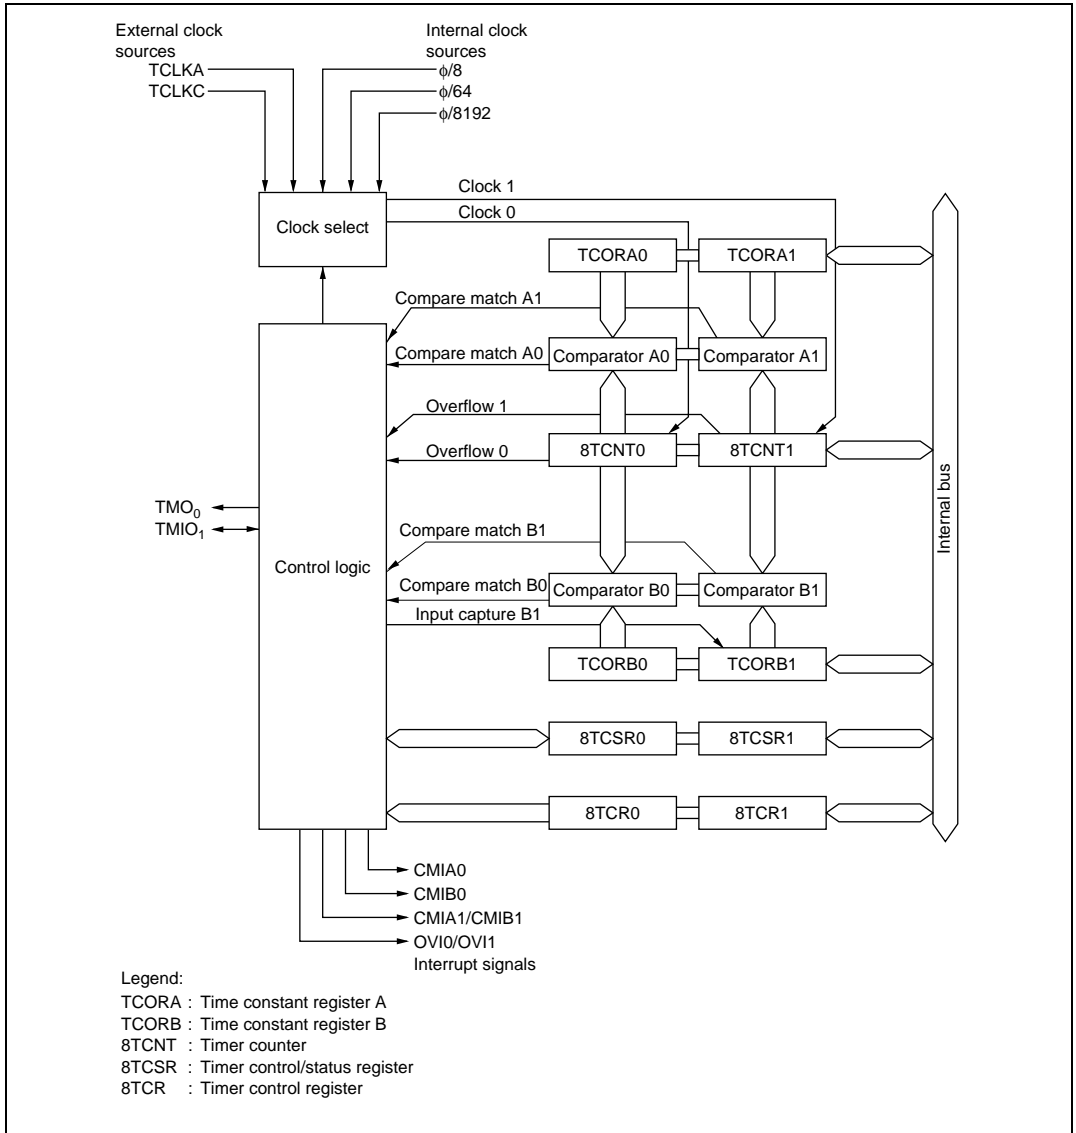 External clock
sources
Internal clock
sources
TCLKA
TCLKC
φ/8
φ/64
φ/8192
Clock 1
Clock 0
Clock select
TCORA0
TCORA1
Compare match A1
Compare match A0
Comparator A0
Comparator A1
Overflow 1
Overflow 0
8TCNT0
8TCNT1
TMO0
TMIO1
Internal bus
Control logic
Compare match B1
Compare match B0
Comparator B0
Comparator B1
Input capture B1
TCORB0
TCORB1
8TCSR0
8TCSR1
8TCR0
8TCR1
CMIA0
CMIB0
CMIA1/CMIB1
OVI0/OVI1
Interrupt signals
Legend:
TCORA : Time constant register A
TCORB : Time constant register B
8TCNT : Timer counter
8TCSR : Timer control/status register
8TCR : Timer control register